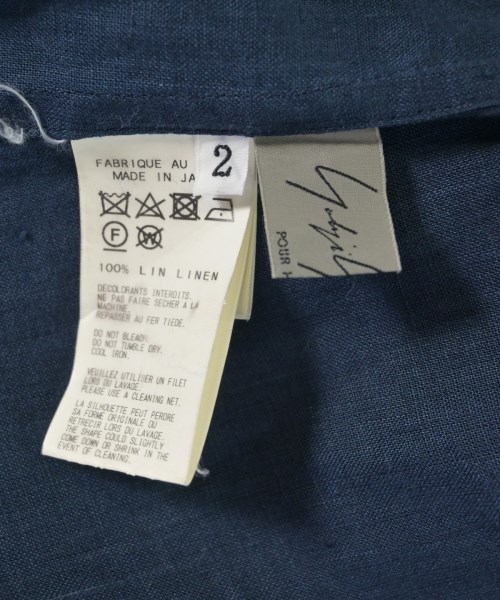 FABRIQUE AU
MADE IN JA
2
F
W
100% LIN LINEN
DECOLORANTS INTERDITS.
NE PAS FAIRE SECHER A LA
MACHINE.
REPASSER AU FER TIEDE.
DO NOT BLEACH.
DO NOT TUMBLE DRY.
COOL IRON.
VEUILLEZ UTILISER UN FILET
LORS DU LAVAGE.
PLEASE USE A CLEANING NET.
LA SILHOUETTE PEUT PERDRE
SA FORME ORIGINALE OU
RETRECIR LORS DU LAVAGE.
THE SHAPE COULD SLIGHTLY
COME DOWN OR SHRINK IN THE
EVENT OF CLEANING.
POUR H